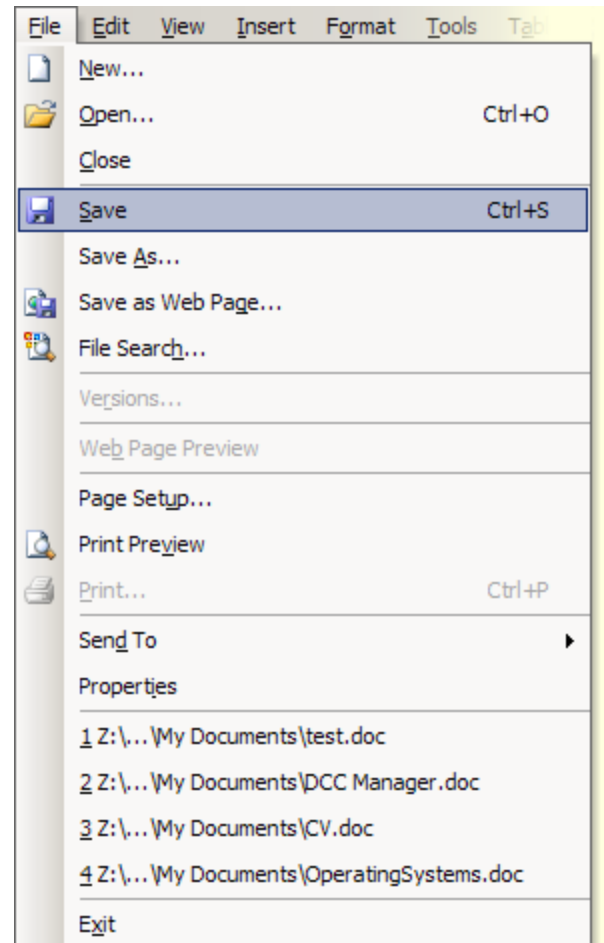 File Edit View Insert Format Tools Tab
New...
Open... Ctrl+O
Close
Save Ctrl+S
Save As...
Save as Web Page...
File Search...
Versions...
Web Page Preview
Page Setup...
Print Preview
Print... Ctrl+P
Send To
Properties
1 Z:\...\My Documents\test.doc
2 Z:\...\My Documents\DCC Manager.doc
3 Z:\...\My Documents\CV.doc
4 Z:\...\My Documents\OperatingSystems.doc
Exit